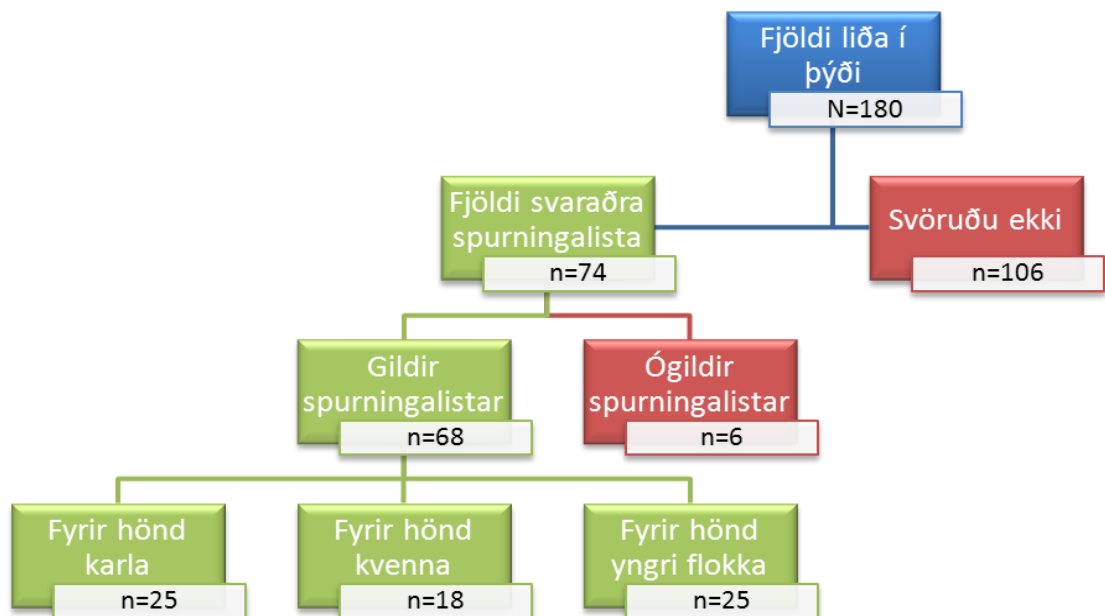 Fjöldi liða í
þýði
N=180
Fjöldi svaraðra
spurningalista
n=74
Svöruðu ekki
n=106
Gildir
spurningalistar
n=68
Ógildir
spurningalistar
n=6
Fyrir hönd
karla
n=25
Fyrir hönd
kvenna
n=18
Fyrir hönd
yngri flokka
n=25